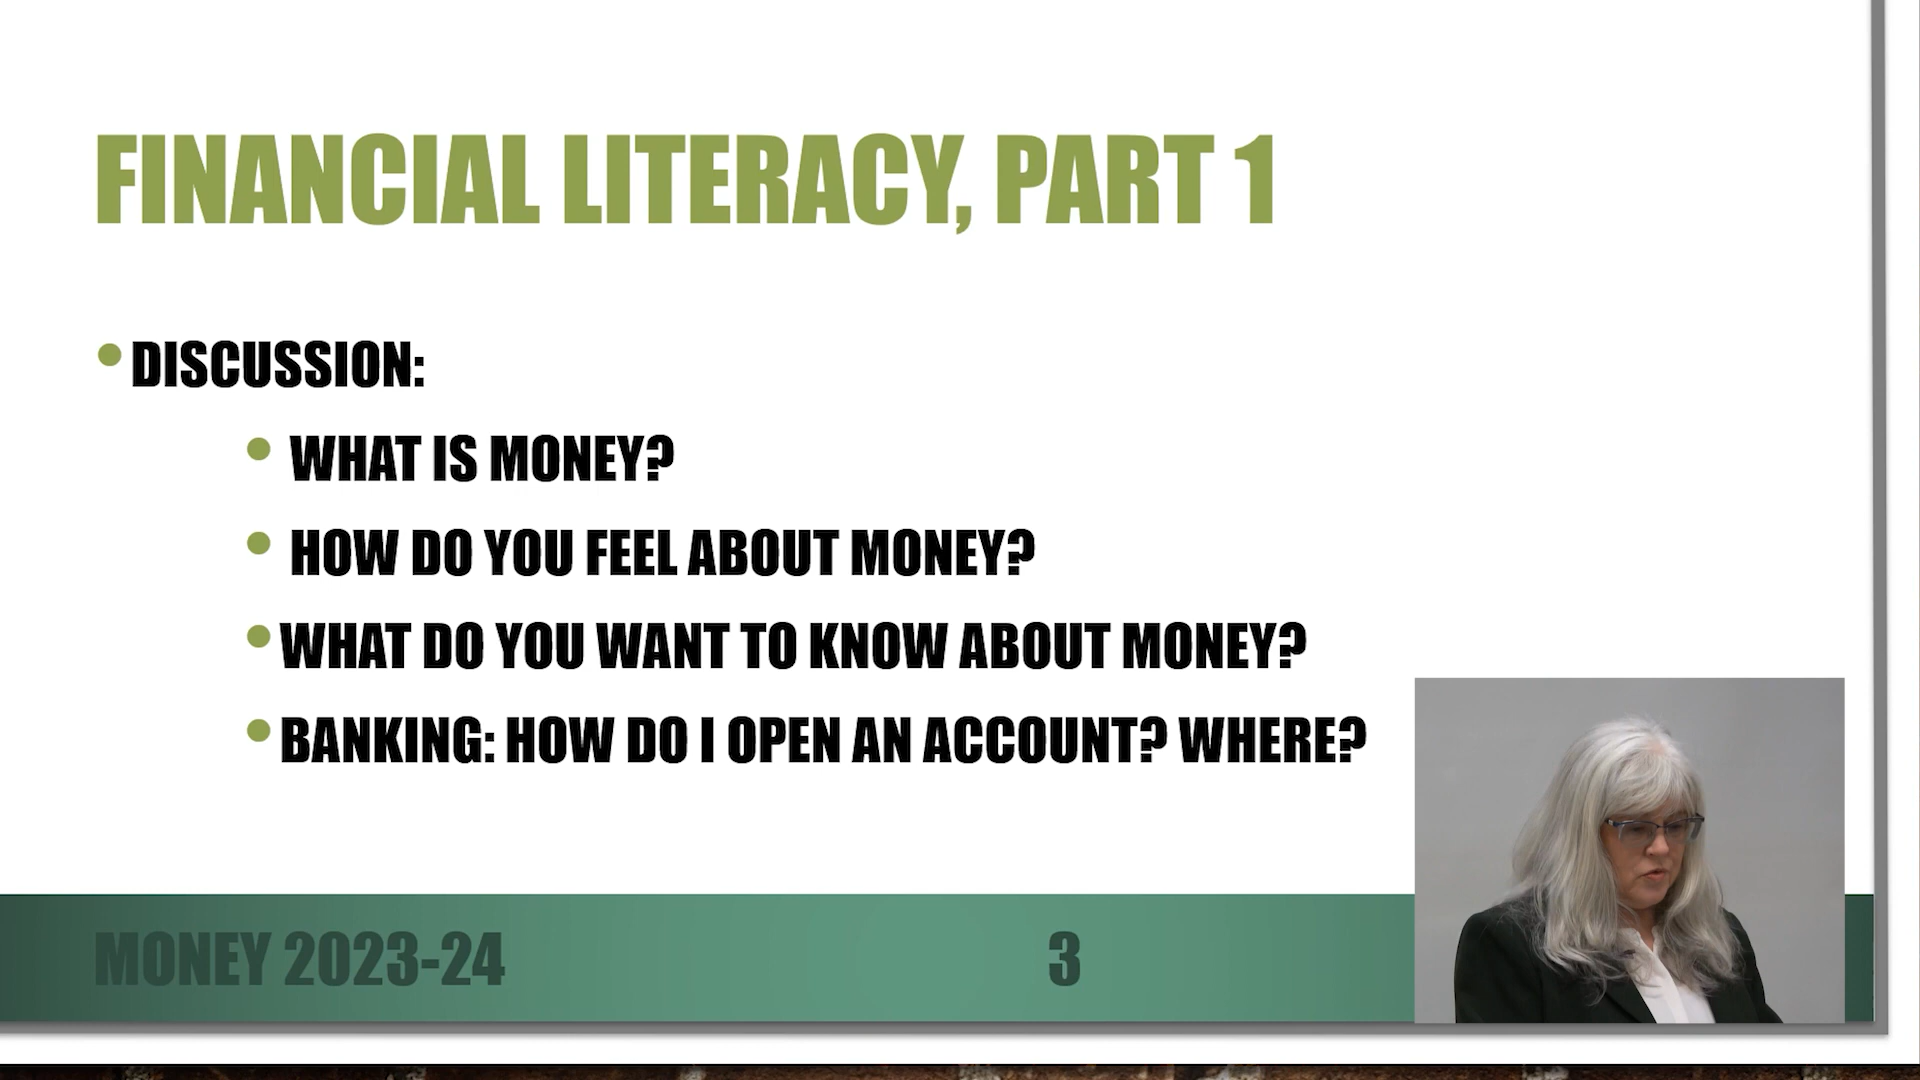 FINANCIAL LITERACY, PART 1
DISCUSSION:
WHAT IS MONEY?
HOW DO YOU FEEL ABOUT MONEY?
WHAT DO YOU WANT TO KNOW ABOUT MONEY?
BANKING: HOW DO I OPEN AN ACCOUNT? WHERE?
MONEY 2023-24
3